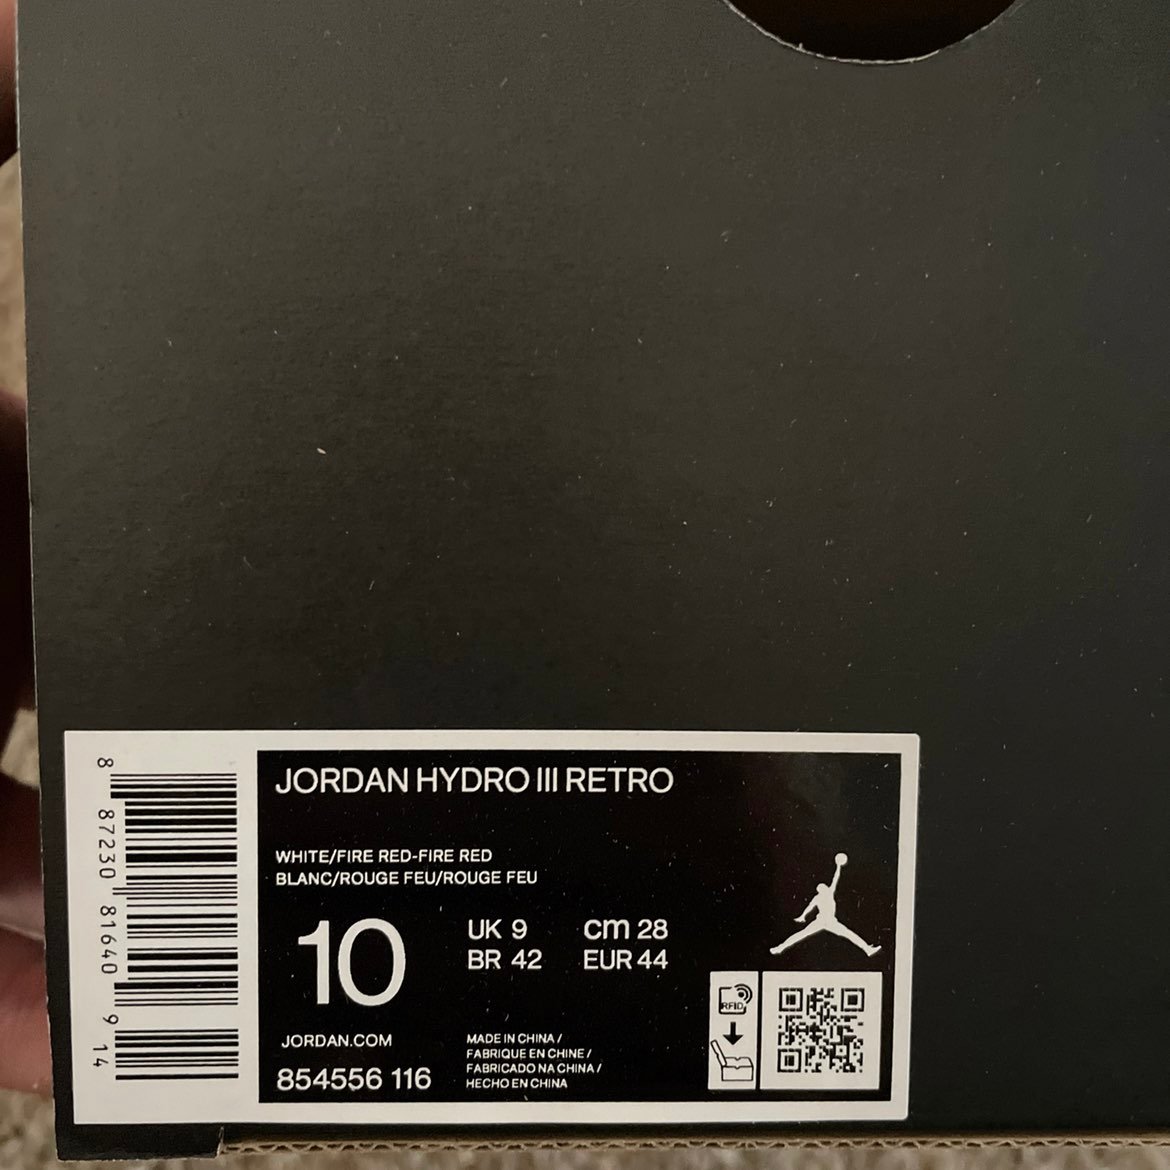 8 87230 81640 9 14
JORDAN HYDRO III RETRO
WHITE/FIRE RED-FIRE RED
BLANC/ROUGE FEU/ROUGE FEU
10
UK 9 cm 28
BR 42 EUR 44
RFID
JORDAN.COM
854556 116
MADE IN CHINA /
FABRIQUE EN CHINE /
FABRICADO NA CHINA /
HECHO EN CHINA